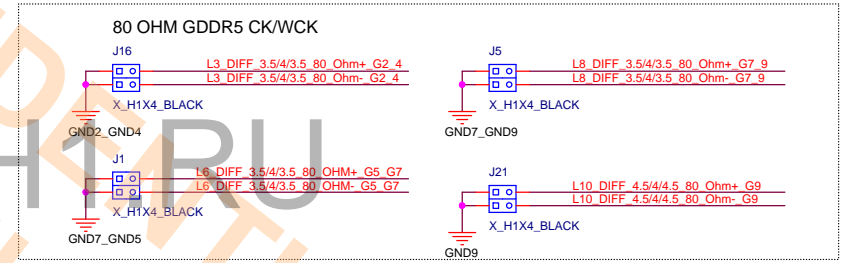 80 OHM GDDR5 CK/WCK
J16
L3_DIFF_3.5/4/3.5_80_Ohm+_G2_4
L3_DIFF_3.5/4/3.5_80_Ohm-_G2_4
X_H1X4_BLACK
GND2_GND4
J5
L8_DIFF_3.5/4/3.5_80_Ohm+_G7_9
L8_DIFF_3.5/4/3.5_80_Ohm-_G7_9
X_H1X4_BLACK
GND7_GND9
J1
L6_DIFF_3.5/4/3.5_80_OHM+_G5_G7
L6_DIFF_3.5/4/3.5_80_OHM-_G5_G7
X_H1X4_BLACK
GND7_GND5
J21
L10_DIFF_4.5/4/4.5_80_Ohm+_G9
L10_DIFF_4.5/4/4.5_80_Ohm-_G9
X_H1X4_BLACK
GND9
H1.RU